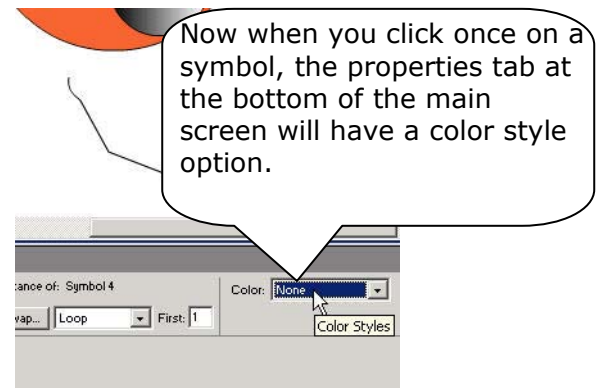 Now when you click once on a
symbol, the properties tab at
the bottom of the main
screen will have a color style
option.
tance of: Symbol 4
Color: None
wap... Loop First: 1
Color Styles